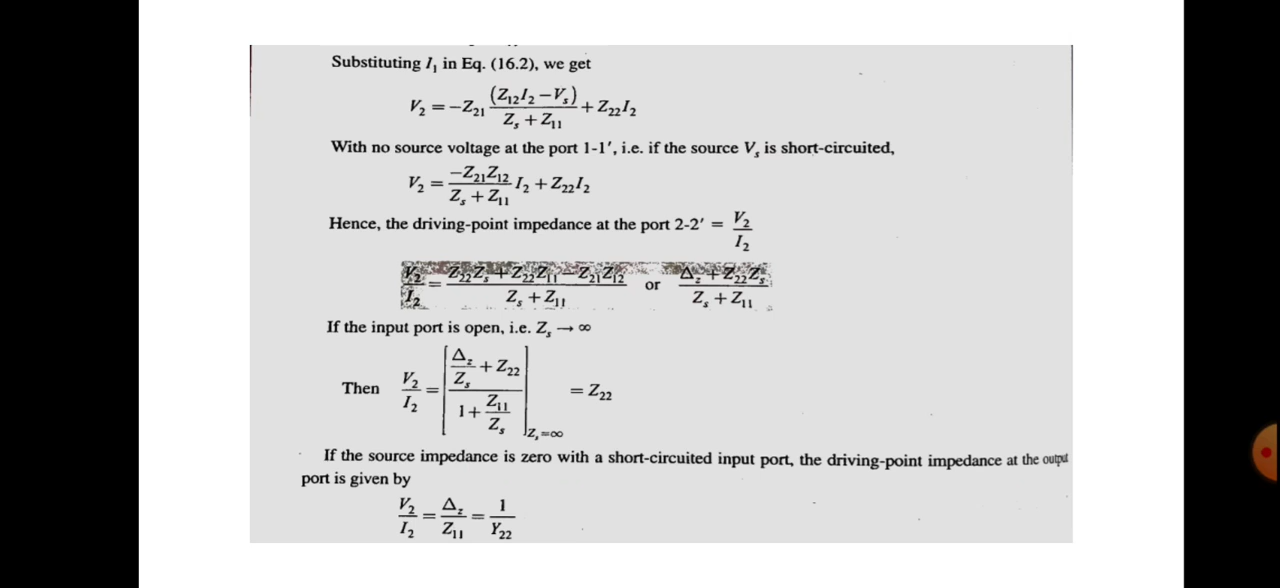 Substituting I₁ in Eq. (16.2), we get
V₂ = −Z₂₁ (Z₁₂I₂ − Vₛ) / (Zₛ + Z₁₁) + Z₂₂I₂
With no source voltage at the port 1-1′, i.e. if the source Vₛ is short-circuited,
V₂ = −Z₂₁Z₁₂ / (Zₛ + Z₁₁) I₂ + Z₂₂I₂
Hence, the driving-point impedance at the port 2-2′ = V₂ / I₂
V₂ / I₂ = (Z₂₂Zₛ + Z₂₂Z₁₁ − Z₂₁Z₁₂) / (Zₛ + Z₁₁) or (Δ_z + Z₂₂Zₛ) / (Zₛ + Z₁₁)
If the input port is open, i.e. Zₛ → ∞
Then V₂ / I₂ = [(Δ_z / Zₛ + Z₂₂) / (1 + Z₁₁ / Zₛ)]_{Zₛ=∞} = Z₂₂
If the source impedance is zero with a short-circuited input port, the driving-point impedance at the output
port is given by
V₂ / I₂ = Δ_z / Z₁₁ = 1 / Y₂₂